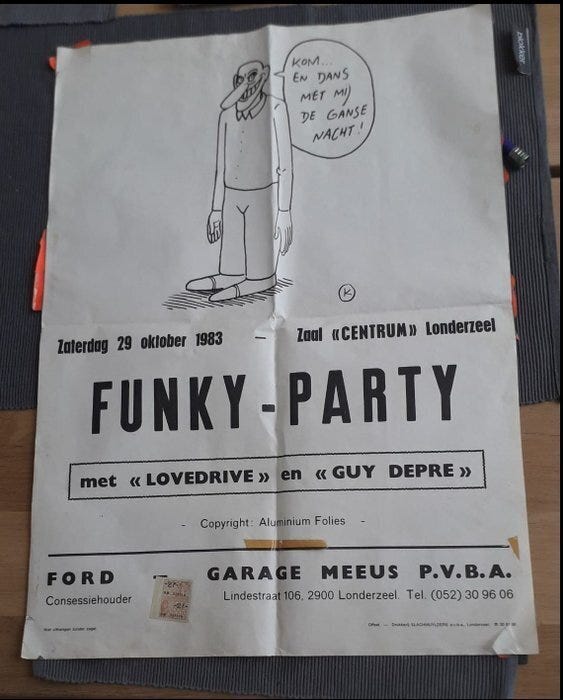 KOM...
EN DANS
MET MIJ
DE GANSE
NACHT!
K
Zaterdag 29 oktober 1983 — Zaal «CENTRUM» Londerzeel
FUNKY-PARTY
met «LOVEDRIVE» en «GUY DEPRE»
- Copyright: Aluminium Folies -
FORD GARAGE MEEUS P.V.B.A.
Consessiehouder Lindestraat 106, 2900 Londerzeel. Tel. (052) 30 96 06
blokker